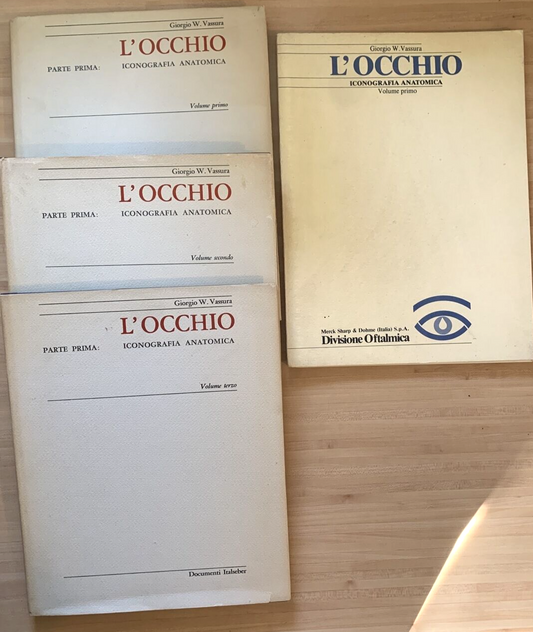 Giorgio W. Vassura
L'OCCHIO
PARTE PRIMA: ICONOGRAFIA ANATOMICA
Volume primo
Giorgio W. Vassura
L'OCCHIO
PARTE PRIMA: ICONOGRAFIA ANATOMICA
Volume secondo
Giorgio W. Vassura
L'OCCHIO
PARTE PRIMA: ICONOGRAFIA ANATOMICA
Volume terzo
Documenti Italseber
Giorgio W. Vassura
L'OCCHIO
ICONOGRAFIA ANATOMICA
Volume primo
Merck Sharp & Dohme (Italia) S.p.A.
Divisione Oftalmica